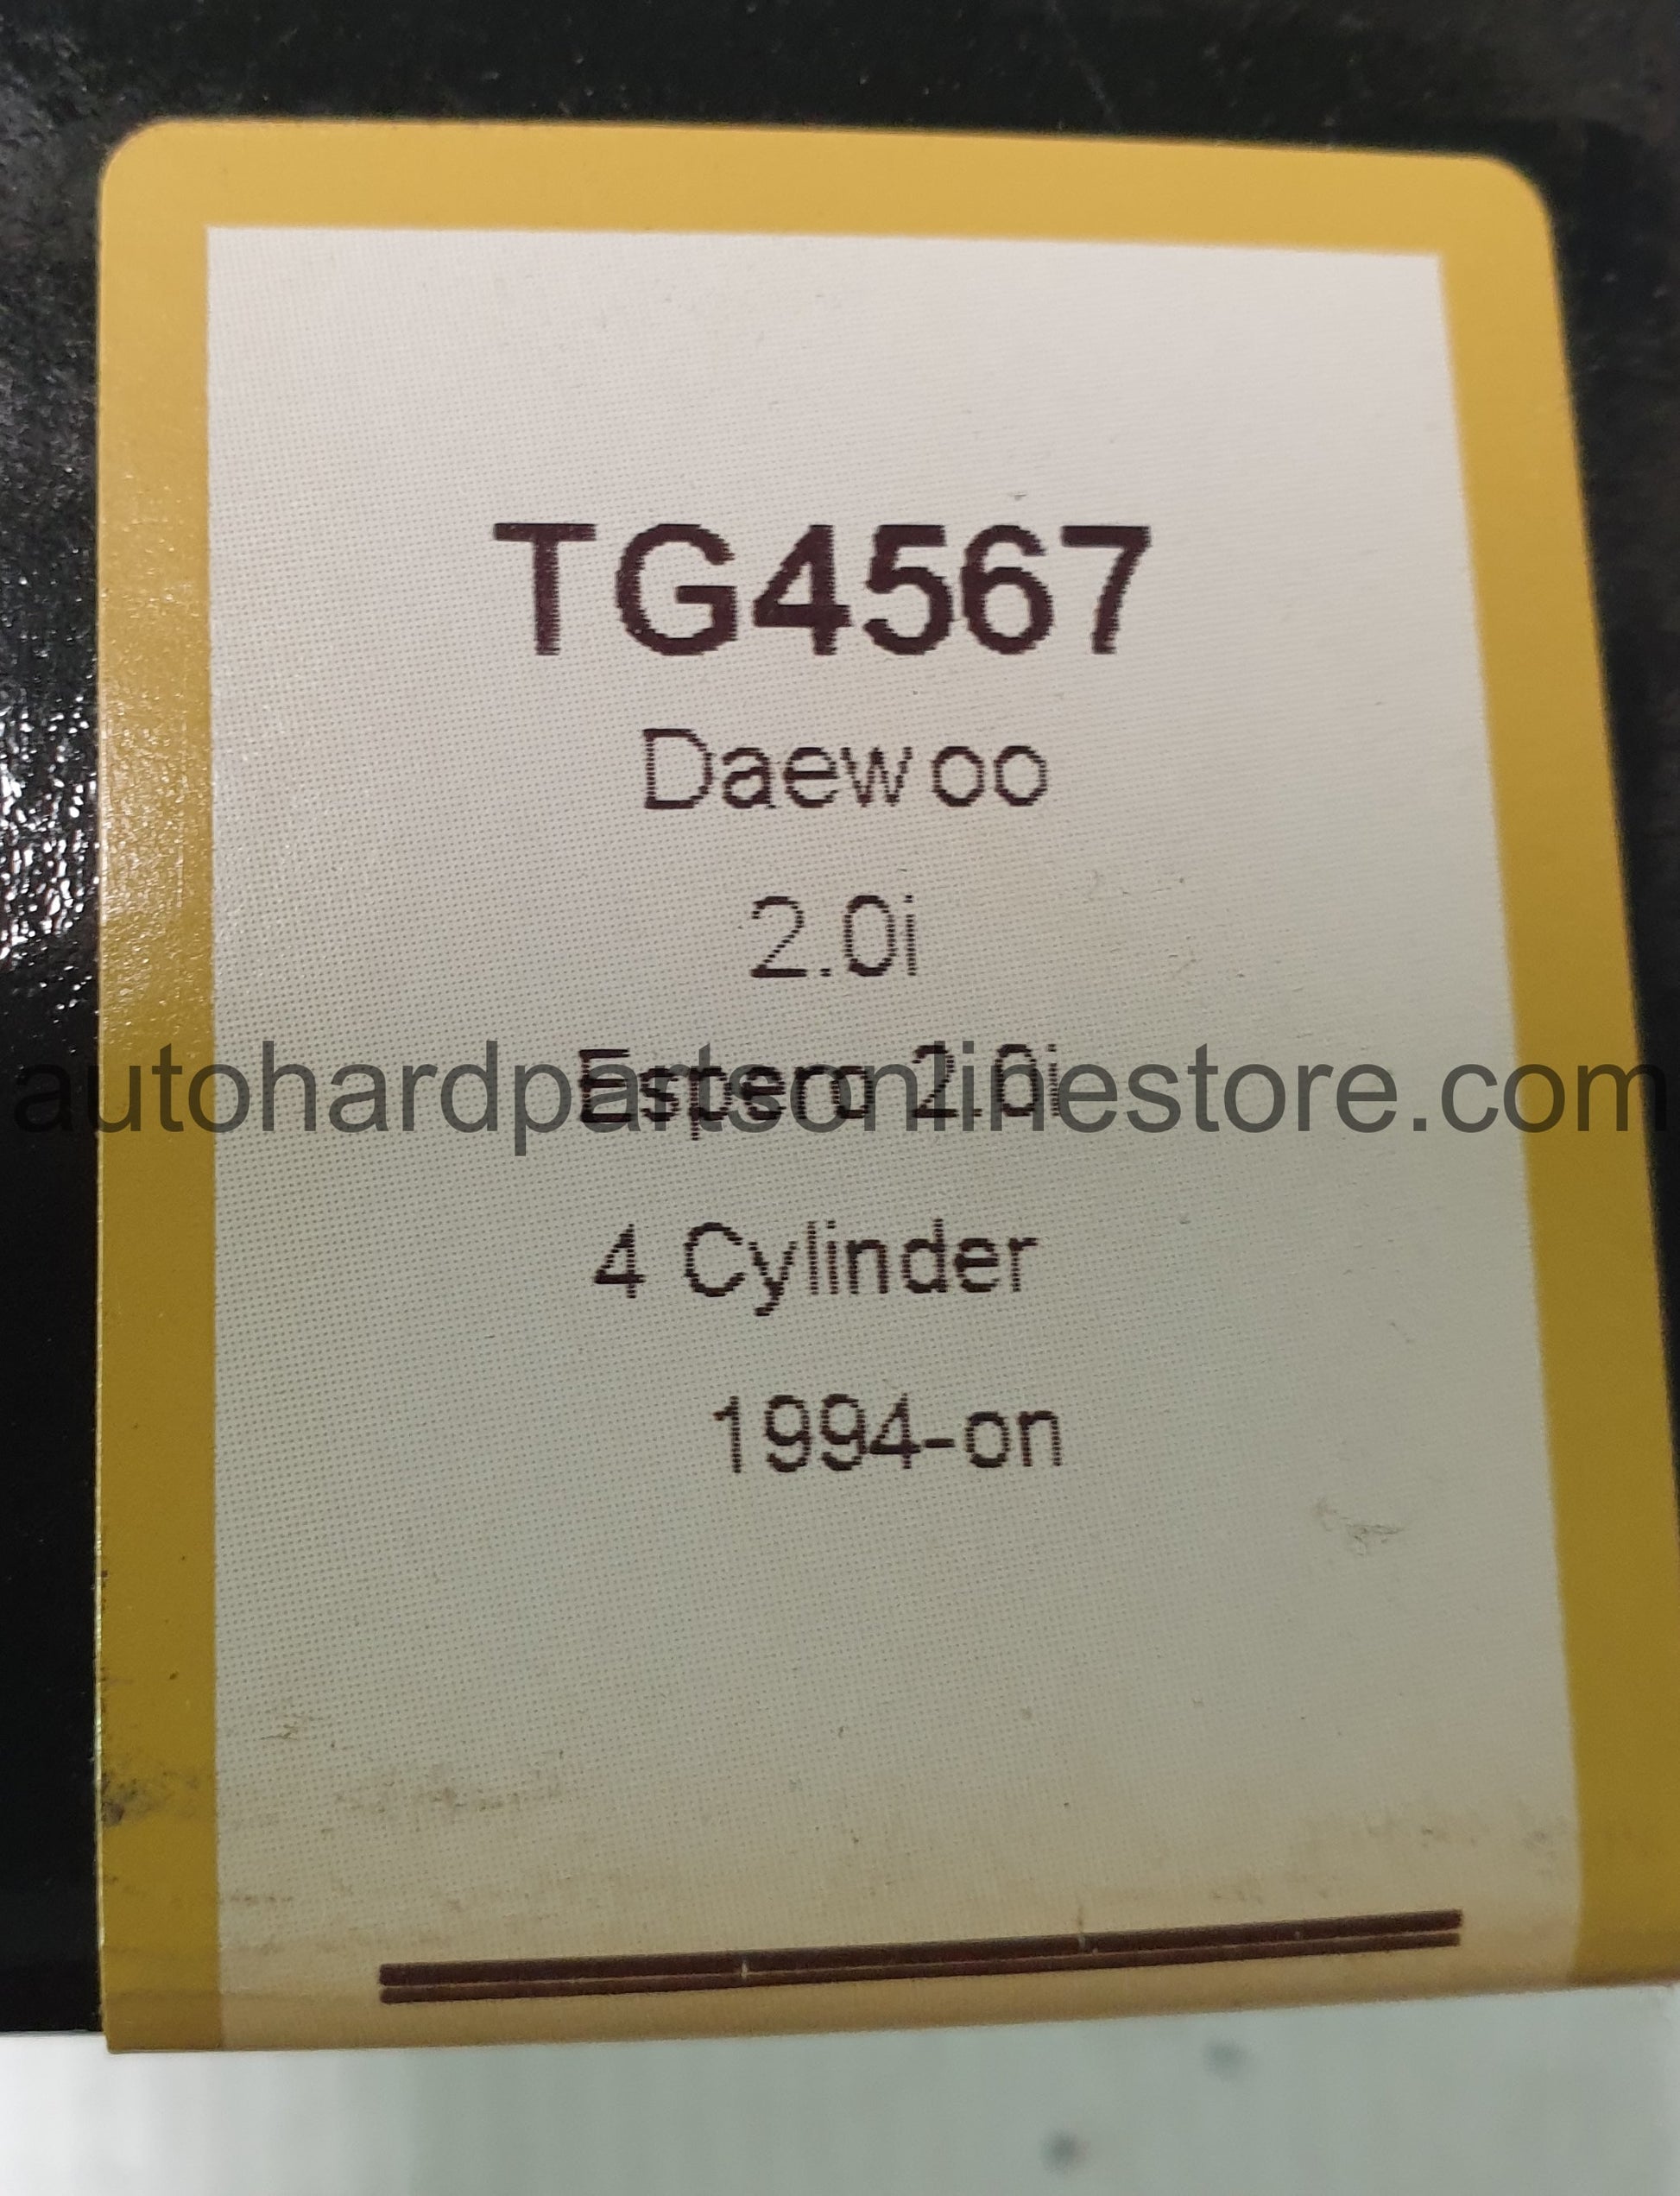 TG4567
Daewoo
2.0i
Espero 2.0i
autohardpartsonlinestore.com
4 Cylinder
1994-on